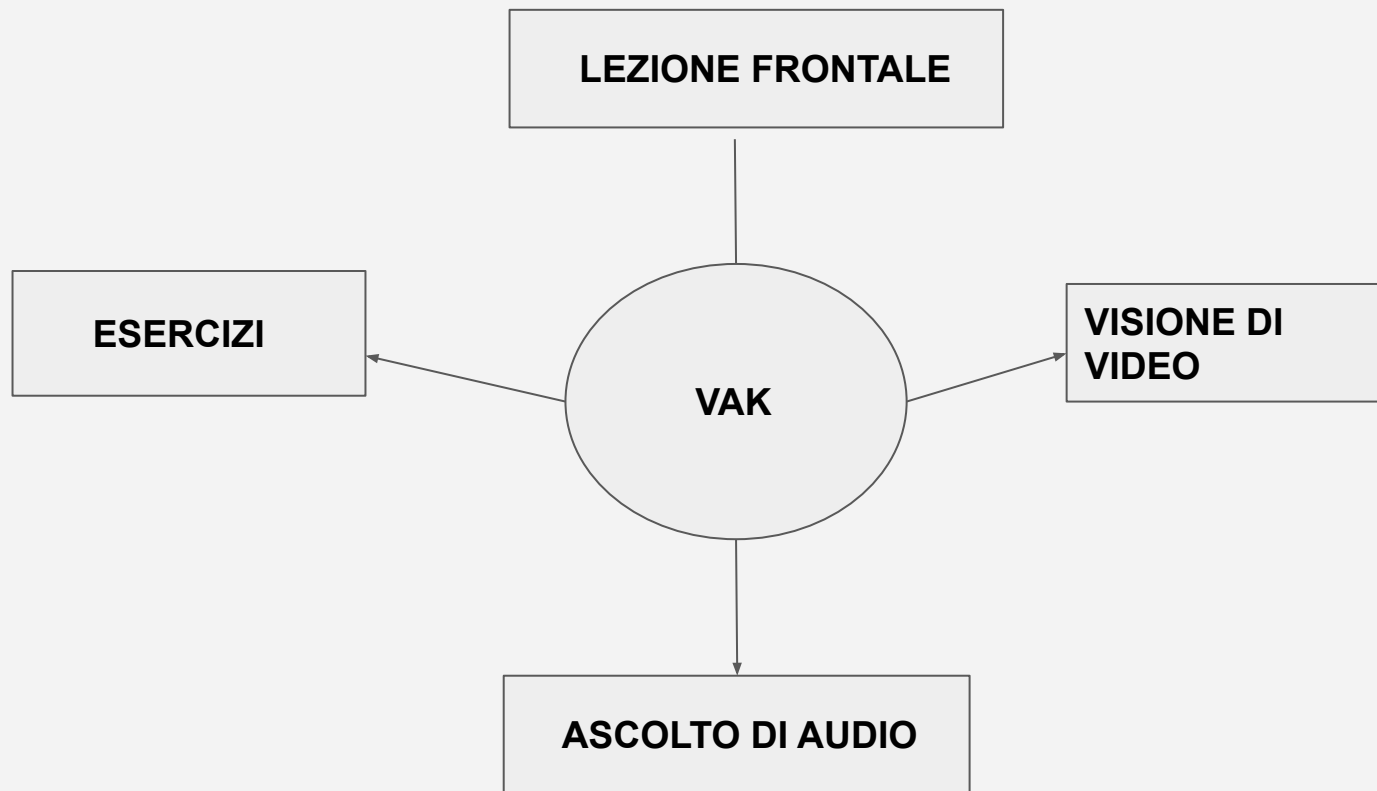 LEZIONE FRONTALE
ESERCIZI
VISIONE DI
VIDEO
VAK
ASCOLTO DI AUDIO